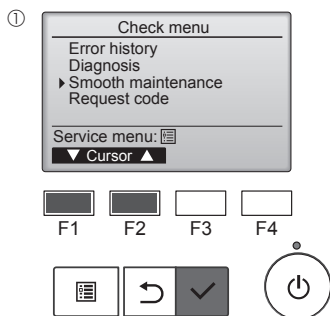 ①
Check menu
Error history
Diagnosis
▶ Smooth maintenance
Request code
Service menu:
▼ Cursor ▲
F1 F2 F3 F4